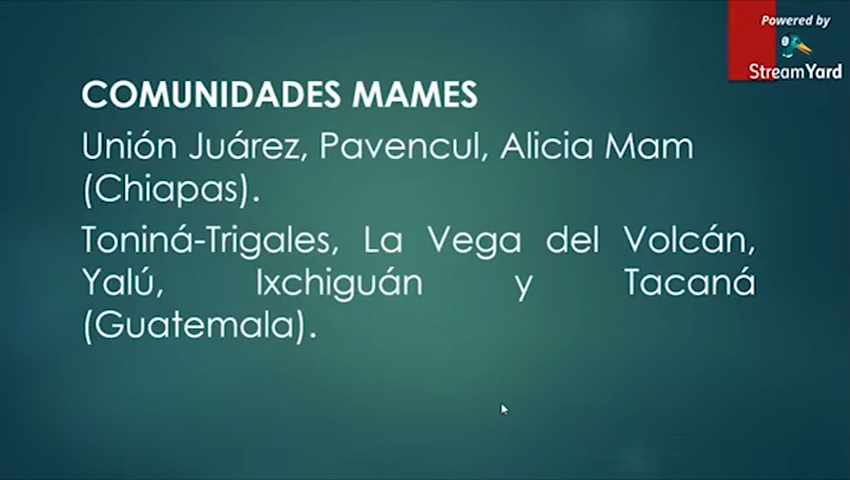 Powered by
StreamYard
COMUNIDADES MAMES
Unión Juárez, Pavencul, Alicia Mam
(Chiapas).
Toniná-Trigales, La Vega del Volcán,
Yalú, Ixchiguán y Tacaná
(Guatemala).